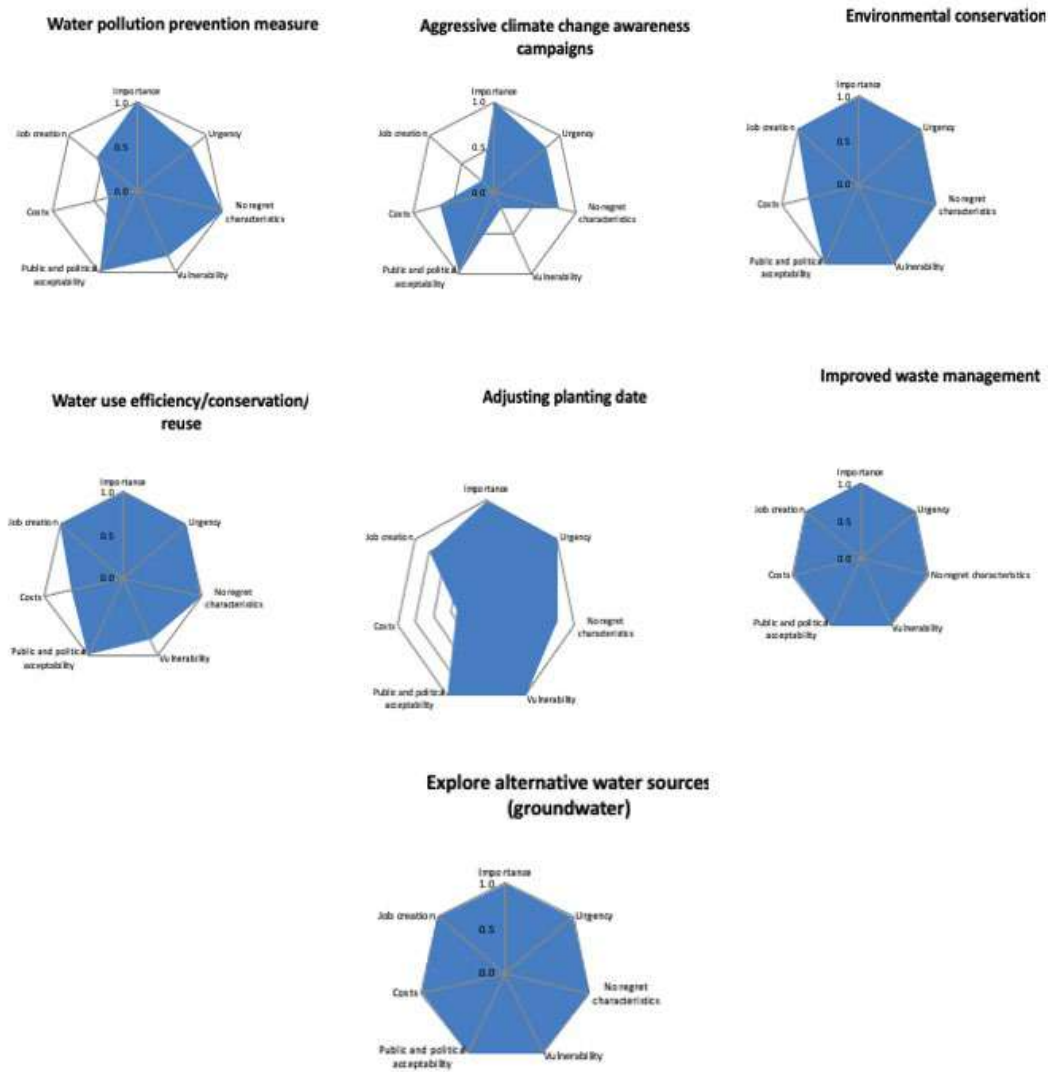 Water pollution prevention measure
Importance
1.0
Job creation
Urgency
0.5
0.0
Costs
No regret
characteristics
Public and political
acceptability
Vulnerability
Aggressive climate change awareness
campaigns
Importance
1.0
Job creation
Urgency
0.5
0.0
Costs
No regret
characteristics
Public and political
acceptability
Vulnerability
Environmental conservation
Importance
1.0
Job creation
Urgency
0.5
0.0
Costs
No regret
characteristics
Public and political
acceptability
Vulnerability
Water use efficiency/conservation/
reuse
Importance
1.0
Job creation
Urgency
0.5
0.0
Costs
No regret
characteristics
Public and political
acceptability
Vulnerability
Adjusting planting date
Importance
Job creation
Urgency
Costs
No regret
characteristics
Public and political
acceptability
Vulnerability
Improved waste management
Importance
1.0
Job creation
Urgency
0.5
0.0
Costs
No regret characteristics
Public and political
acceptability
Vulnerability
Explore alternative water sources
(groundwater)
Importance
1.0
Job creation
Urgency
0.5
0.0
Costs
No regret
characteristics
Public and political
acceptability
Vulnerability